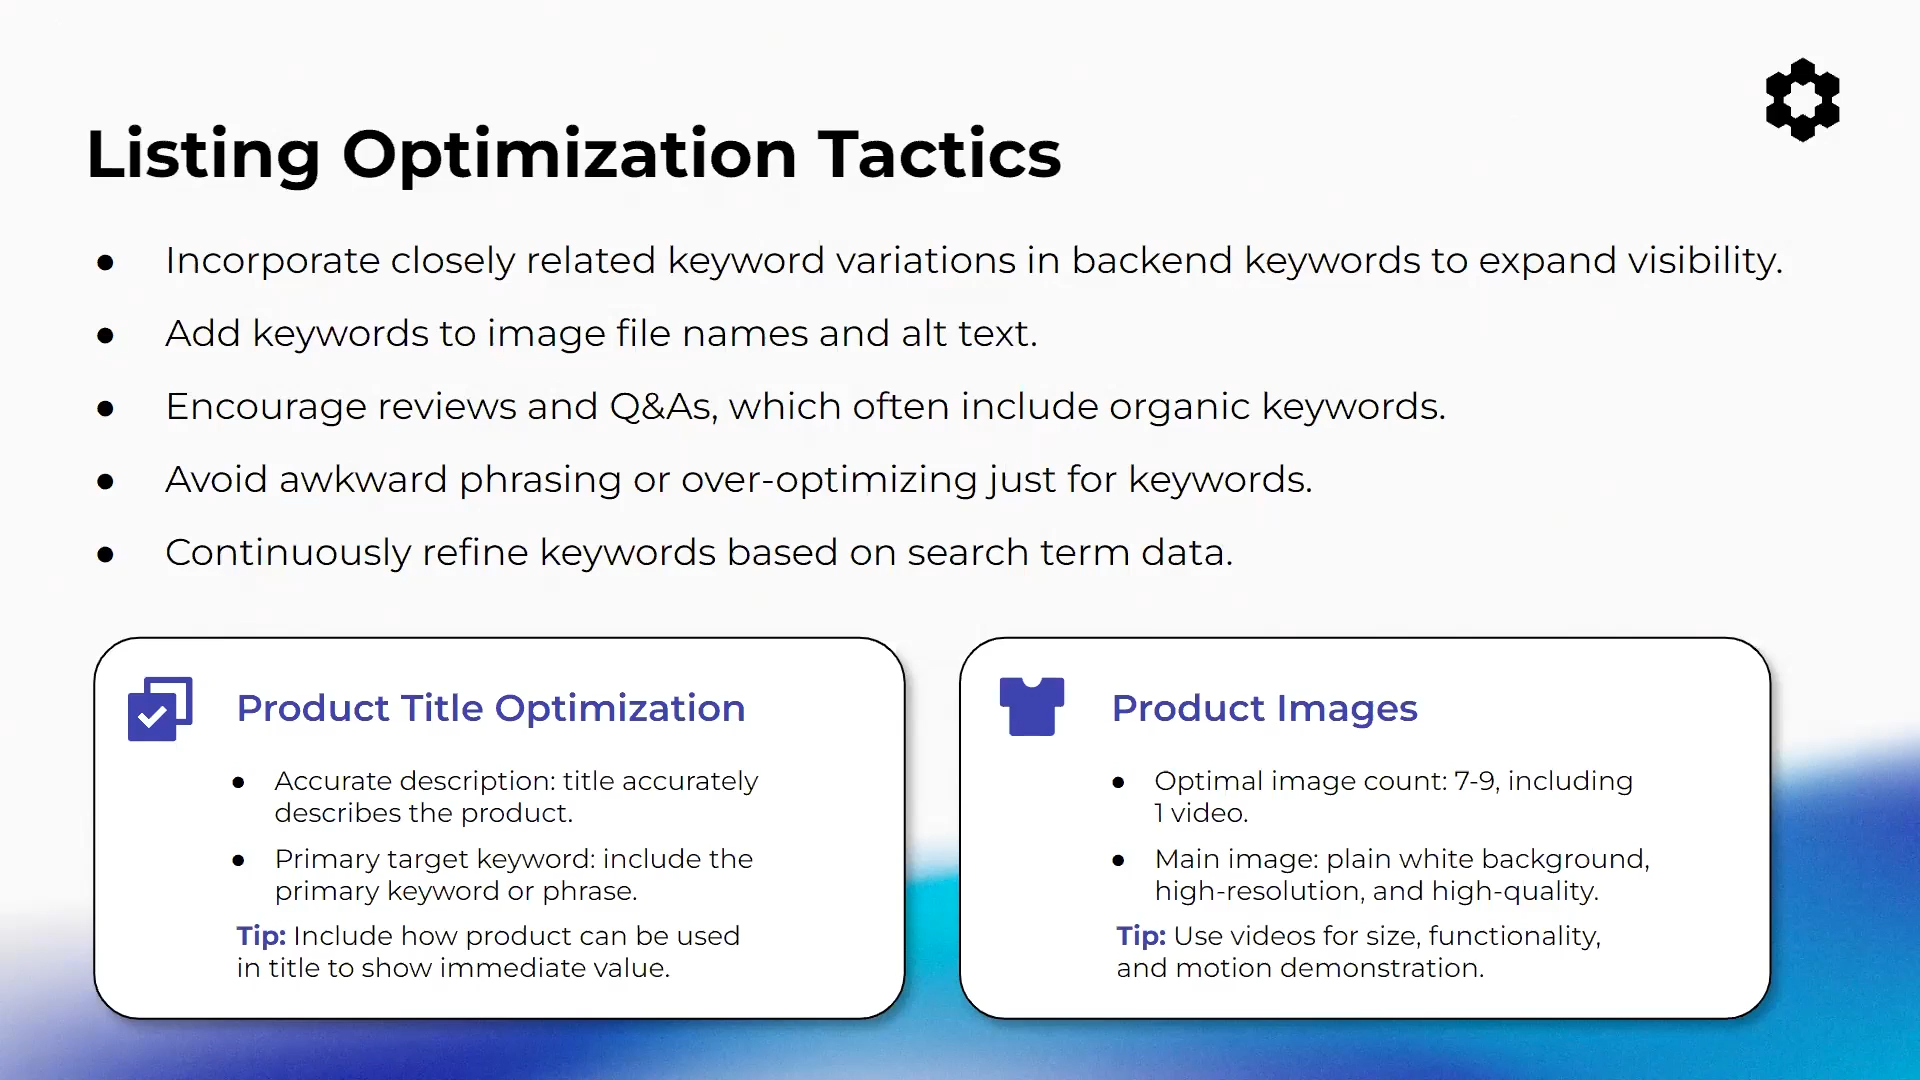 Listing Optimization Tactics
● Incorporate closely related keyword variations in backend keywords to expand visibility.
● Add keywords to image file names and alt text.
● Encourage reviews and Q&As, which often include organic keywords.
● Avoid awkward phrasing or over-optimizing just for keywords.
● Continuously refine keywords based on search term data.
Product Title Optimization
● Accurate description: title accurately
describes the product.
● Primary target keyword: include the
primary keyword or phrase.
Tip: Include how product can be used
in title to show immediate value.
Product Images
● Optimal image count: 7-9, including
1 video.
● Main image: plain white background,
high-resolution, and high-quality.
Tip: Use videos for size, functionality,
and motion demonstration.